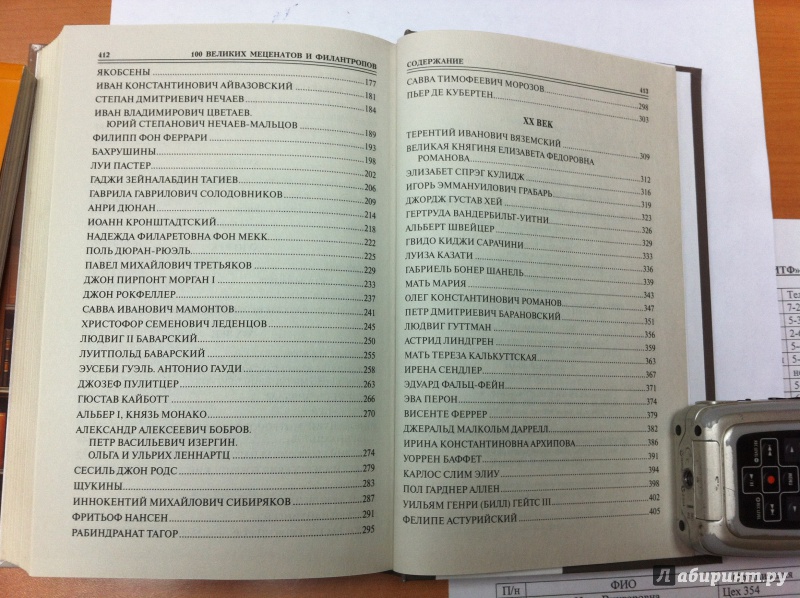 412 100 ВЕЛИКИХ МЕЦЕНАТОВ И ФИЛАНТРОПОВ
ЯКОБСЕНЫ 177
ИВАН КОНСТАНТИНОВИЧ АЙВАЗОВСКИЙ 181
СТЕПАН ДМИТРИЕВИЧ НЕЧАЕВ 184
ИВАН ВЛАДИМИРОВИЧ ЦВЕТАЕВ.
ЮРИЙ СТЕПАНОВИЧ НЕЧАЕВ-МАЛЬЦОВ 189
ФИЛИПП ФОН ФЕРРАРИ 193
БАХРУШИНЫ 198
ЛУИ ПАСТЕР 202
ГАДЖИ ЗЕЙНАЛАБДИН ТАГИЕВ 206
ГАВРИЛА ГАВРИЛОВИЧ СОЛОДОВНИКОВ 209
АНРИ ДЮНАН 214
ИОАНН КРОНШТАДТСКИЙ 218
НАДЕЖДА ФИЛАРЕТОВНА ФОН МЕКК 222
ПОЛЬ ДЮРАН-РЮЭЛЬ 225
ПАВЕЛ МИХАЙЛОВИЧ ТРЕТЬЯКОВ 229
ДЖОН ПИРПОНТ МОРГАН I 233
ДЖОН РОКФЕЛЛЕР 237
САВВА ИВАНОВИЧ МАМОНТОВ 241
ХРИСТОФОР СЕМЕНОВИЧ ЛЕДЕНЦОВ 245
ЛЮДВИГ II БАВАРСКИЙ 250
ЛУИТПОЛЬД БАВАРСКИЙ 255
ЭУСЕБИ ГУЭЛЬ. АНТОНИО ГАУДИ 258
ДЖОЗЕФ ПУЛИТЦЕР 263
ГЮСТАВ КАЙБОТТ 266
АЛЬБЕР I, КНЯЗЬ МОНАКО 270
АЛЕКСАНДР АЛЕКСЕЕВИЧ БОБРОВ.
ПЕТР ВАСИЛЬЕВИЧ ИЗЕРГИН.
ОЛЬГА И УЛЬРИХ ЛЕННАРТЦ 274
СЕСИЛЬ ДЖОН РОДС 279
ЩУКИНЫ 283
ИННОКЕНТИЙ МИХАЙЛОВИЧ СИБИРЯКОВ 287
ФРИТЬОФ НАНСЕН 291
РАБИНДРАНАТ ТАГОР 295
СОДЕРЖАНИЕ 413
САВВА ТИМОФЕЕВИЧ МОРОЗОВ 298
ПЬЕР ДЕ КУБЕРТЕН 303
XX ВЕК
ТЕРЕНТИЙ ИВАНОВИЧ ВЯЗЕМСКИЙ 309
ВЕЛИКАЯ КНЯГИНЯ ЕЛИЗАВЕТА ФЕДОРОВНА
РОМАНОВА 312
ЭЛИЗАБЕТ СПРЭГ КУЛИДЖ 316
ИГОРЬ ЭММАНУИЛОВИЧ ГРАБАРЬ 319
ДЖОРДЖ ГУСТАВ ХЕЙ 323
ГЕРТРУДА ВАНДЕРБИЛЬТ-УИТНИ 326
АЛЬБЕРТ ШВЕЙЦЕР 329
ГВИДО КИДЖИ САРАЧИНИ 333
ЛУИЗА КАЗАТИ 336
ГАБРИЕЛЬ БОНЕР ШАНЕЛЬ 339
МАТЬ МАРИЯ 343
ОЛЕГ КОНСТАНТИНОВИЧ РОМАНОВ 347
ПЕТР ДМИТРИЕВИЧ БАРАНОВСКИЙ 351
ЛЮДВИГ ГУТТМАН 356
АСТРИД ЛИНДГРЕН 359
МАТЬ ТЕРЕЗА КАЛЬКУТТСКАЯ 363
ИРЕНА СЕНДЛЕР 367
ЭДУАРД ФАЛЬЦ-ФЕЙН 371
ЭВА ПЕРОН 374
ВИСЕНТЕ ФЕРРЕР 379
ДЖЕРАЛЬД МАЛЬКОЛЬМ ДАРРЕЛЛ 382
ИРИНА КОНСТАНТИНОВНА АРХИПОВА 386
УОРРЕН БАФФЕТ 391
КАРЛОС СЛИМ ЭЛИУ 394
ПОЛ ГАРДНЕР АЛЛЕН 398
УИЛЬЯМ ГЕНРИ (БИЛЛ) ГЕЙТС III 402
ФЕЛИПЕ АСТУРИЙСКИЙ 405
П/н ФИО Цех 354
Лабиринт.ру